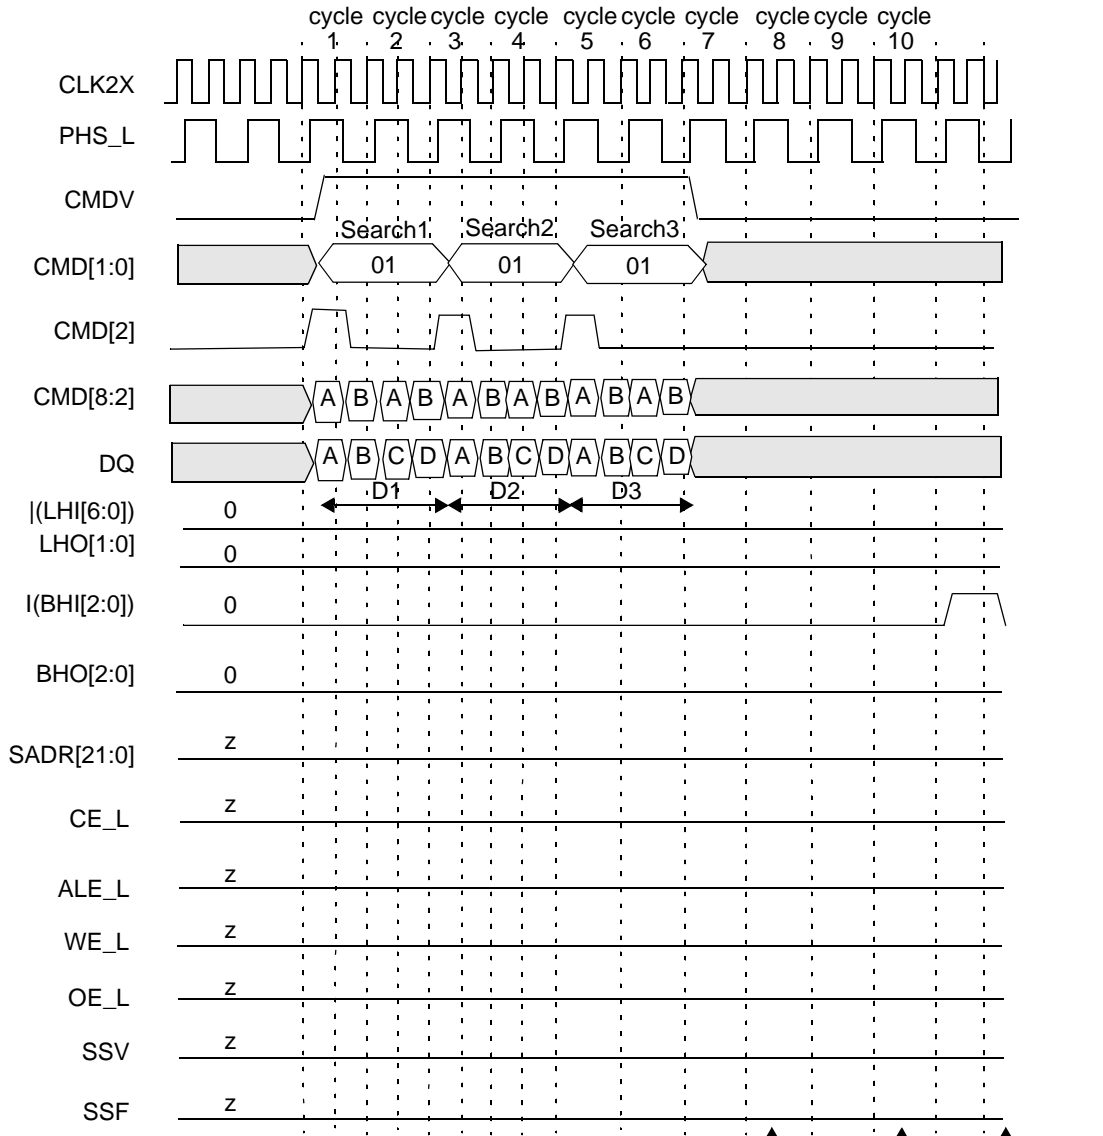 cycle cycle cycle cycle cycle cycle cycle cycle cycle cycle
1 2 3 4 5 6 7 8 9 10
CLK2X
PHS_L
CMDV
Search1 Search2 Search3
CMD[1:0] 01 01 01
CMD[2]
CMD[8:2] A B A B A B A B A B A B
DQ A B C D A B C D A B C D
D1 D2 D3
|(LHI[6:0]) 0
LHO[1:0] 0
I(BHI[2:0]) 0
BHO[2:0] 0
SADR[21:0] z
CE_L z
ALE_L z
WE_L z
OE_L z
SSV z
SSF z